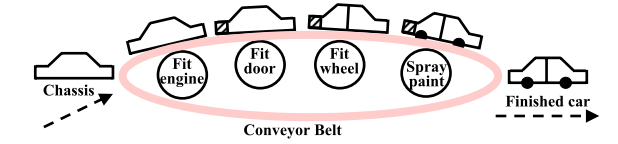 Chassis
Fit
engine
Fit
door
Fit
wheel
Spray
paint
Finished car
Conveyor Belt